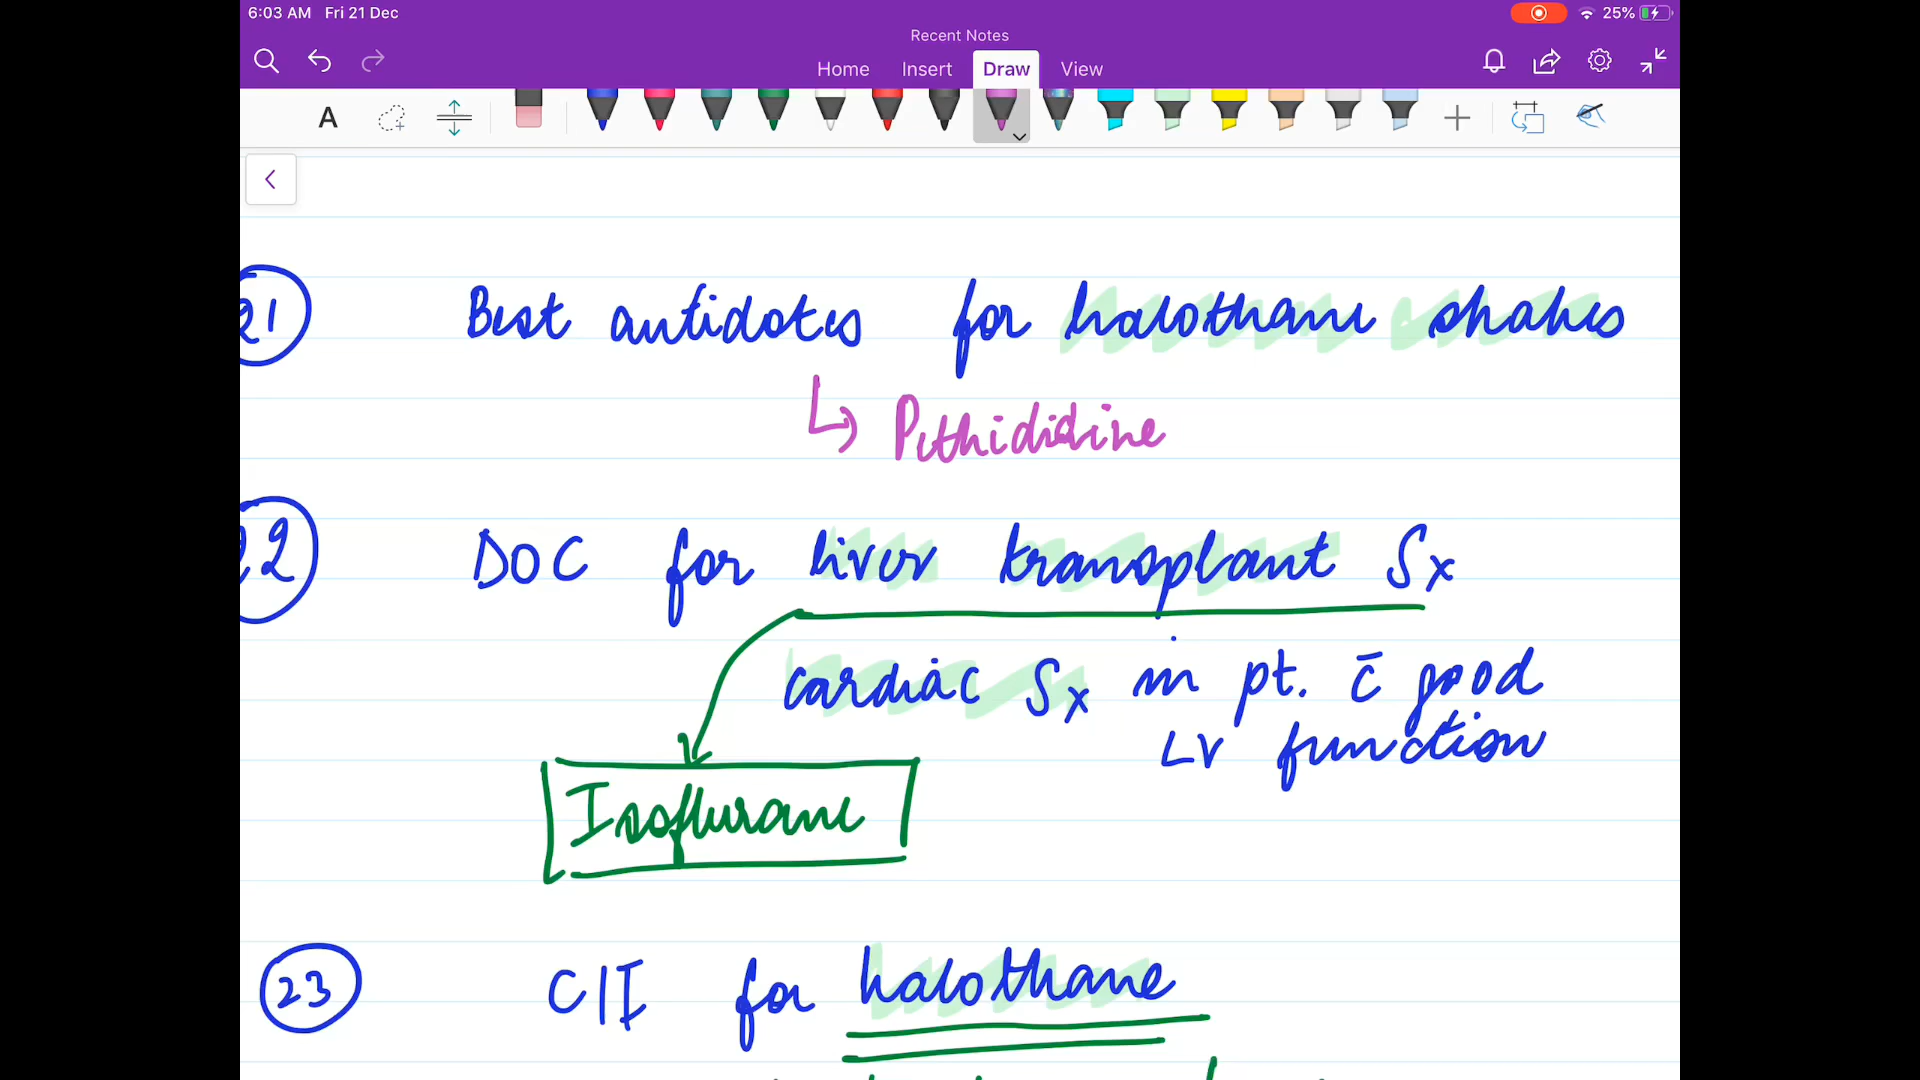 6:03 AM Fri 21 Dec
25%
Recent Notes
Home Insert Draw View
A
21 Best antidotes for halothane shakes
Pethididine
22 DOC for liver transplant Sx
cardiac Sx in pt. c̄ good
LV function
Isoflurane
23 C/I for halothane